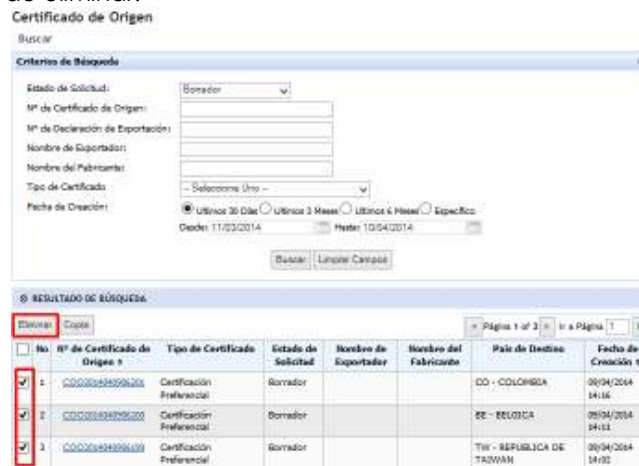 de eliminar.
Certificado de Origen
Buscar
Criterios de Búsqueda
Estado de Solicitud: Borrador
Nº de Certificado de Origen:
Nº de Declaración de Exportación:
Nombre de Exportador:
Nombre del Fabricante:
Tipo de Certificado -- Seleccione Uno --
Fecha de Creación: Ultimos 30 Días Ultimos 3 Meses Ultimos 6 Meses Específico
Desde: 11/03/2014 Hasta: 10/04/2014
Buscar Limpiar Campos
RESULTADO DE BÚSQUEDA
Eliminar Copia Página 1 of 3 Ir a Página 1
No Nº de Certificado de Origen Tipo de Certificado Estado de Solicitud Nombre de Exportador Nombre del Fabricante País de Destino Fecha de Creación
1 Certificación Preferencial Borrador CO - COLOMBIA 09/04/2014 14:16
2 Certificación Preferencial Borrador BE - BELGICA 09/04/2014 14:11
3 Certificación Preferencial Borrador TW - REPUBLICA DE TAIWAN 09/04/2014 14:02